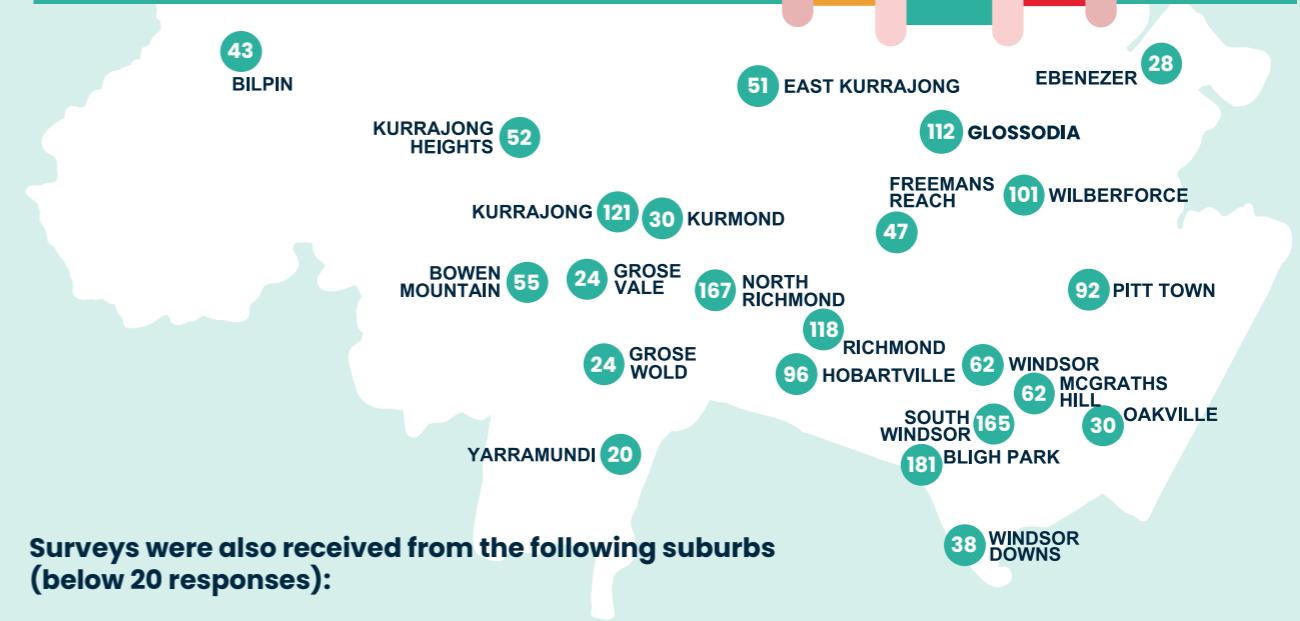 43
BILPIN
28
EBENEZER
51 EAST KURRAJONG
112 GLOSSODIA
KURRAJONG
HEIGHTS
52
FREEMANS
REACH
47
101 WILBERFORCE
KURRAJONG 121
30 KURMOND
BOWEN
MOUNTAIN
55
24
GROSE
VALE
167
NORTH
RICHMOND
92 PITT TOWN
118
RICHMOND
24
GROSE
WOLD
96 HOBARTVILLE
62 WINDSOR
62
MCGRATHS
HILL
30
OAKVILLE
SOUTH
WINDSOR
165
181
BLIGH PARK
YARRAMUNDI 20
38
WINDSOR
DOWNS
Surveys were also received from the following suburbs
(below 20 responses):